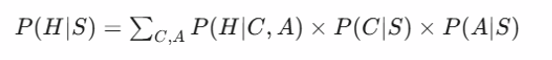 P(H|S) = ∑_{C,A} P(H|C, A) × P(C|S) × P(A|S)